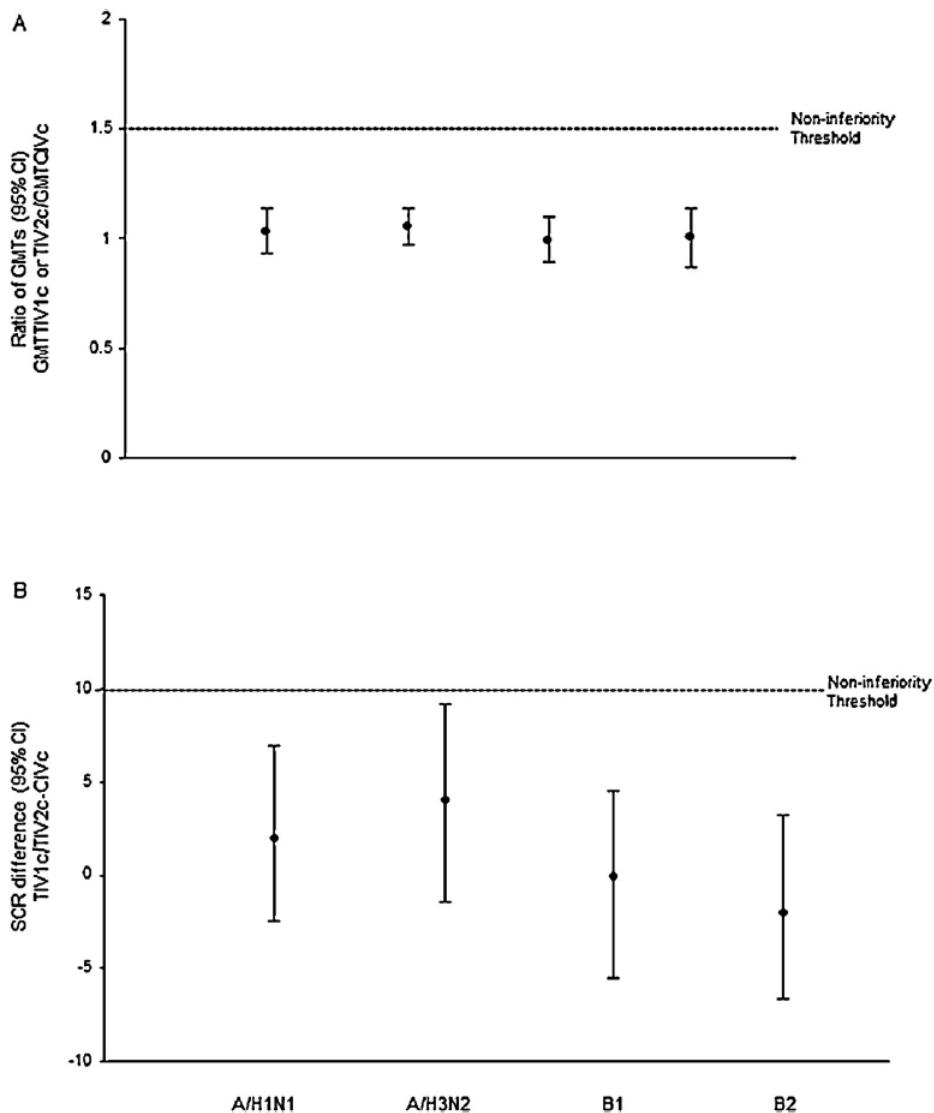 A
2
1.5
1
0.5
0
Ratio of GMTs (95% CI)
GMTTIV1c or TIV2c/GMTQIVc
Non-inferiority
Threshold
B
15
10
5
0
-5
-10
SCR difference (95% CI)
TIV1c/TIV2c-CIVc
Non-inferiority
Threshold
A/H1N1 A/H3N2 B1 B2